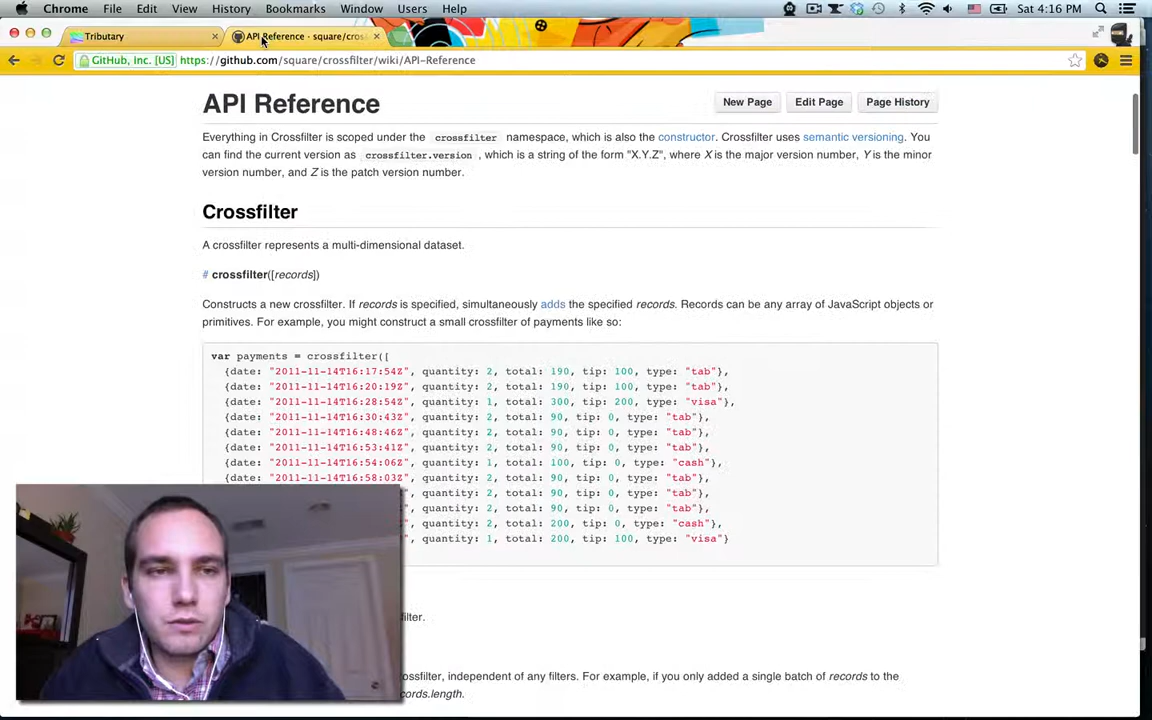 Chrome File Edit View History Bookmarks Window Users Help Sat 4:16 PM
Tributary
API Reference · square/cros
GitHub, Inc. [US] https://github.com/square/crossfilter/wiki/API-Reference
API Reference
New Page Edit Page Page History
Everything in Crossfilter is scoped under the crossfilter namespace, which is also the constructor. Crossfilter uses semantic versioning. You
can find the current version as crossfilter.version , which is a string of the form "X.Y.Z", where X is the major version number, Y is the minor
version number, and Z is the patch version number.
Crossfilter
A crossfilter represents a multi-dimensional dataset.
# crossfilter([records])
Constructs a new crossfilter. If records is specified, simultaneously adds the specified records. Records can be any array of JavaScript objects or
primitives. For example, you might construct a small crossfilter of payments like so:
var payments = crossfilter([
{date: "2011-11-14T16:17:54Z", quantity: 2, total: 190, tip: 100, type: "tab"},
{date: "2011-11-14T16:20:19Z", quantity: 2, total: 190, tip: 100, type: "tab"},
{date: "2011-11-14T16:28:54Z", quantity: 1, total: 300, tip: 200, type: "visa"},
{date: "2011-11-14T16:30:43Z", quantity: 2, total: 90, tip: 0, type: "tab"},
{date: "2011-11-14T16:48:46Z", quantity: 2, total: 90, tip: 0, type: "tab"},
{date: "2011-11-14T16:53:41Z", quantity: 2, total: 90, tip: 0, type: "tab"},
{date: "2011-11-14T16:54:06Z", quantity: 1, total: 100, tip: 0, type: "cash"},
{date: "2011-11-14T16:58:03Z", quantity: 2, total: 90, tip: 0, type: "tab"},
quantity: 2, total: 90, tip: 0, type: "tab"},
quantity: 2, total: 90, tip: 0, type: "tab"},
quantity: 2, total: 200, tip: 0, type: "cash"},
quantity: 1, total: 200, tip: 100, type: "visa"}
filter.
ossfilter, independent of any filters. For example, if you only added a single batch of records to the
cords.length.